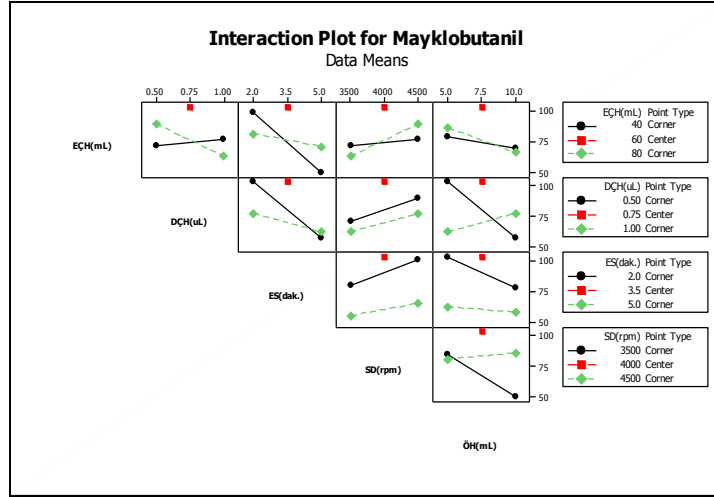 Interaction Plot for Mayklobutanil
Data Means
0.50 0.75 1.00 2.0 3.5 5.0 3500 4000 4500 5.0 7.5 10.0
EÇH(mL)
100
75
50
EÇH(mL) Point Type
40 Corner
60 Center
80 Corner
DÇH(uL)
100
75
50
DÇH(uL) Point Type
0.50 Corner
0.75 Center
1.00 Corner
ES(dak.)
100
75
50
ES(dak.) Point Type
2.0 Corner
3.5 Center
5.0 Corner
SD(rpm)
100
75
50
SD(rpm) Point Type
3500 Corner
4000 Center
4500 Corner
ÖH(mL)